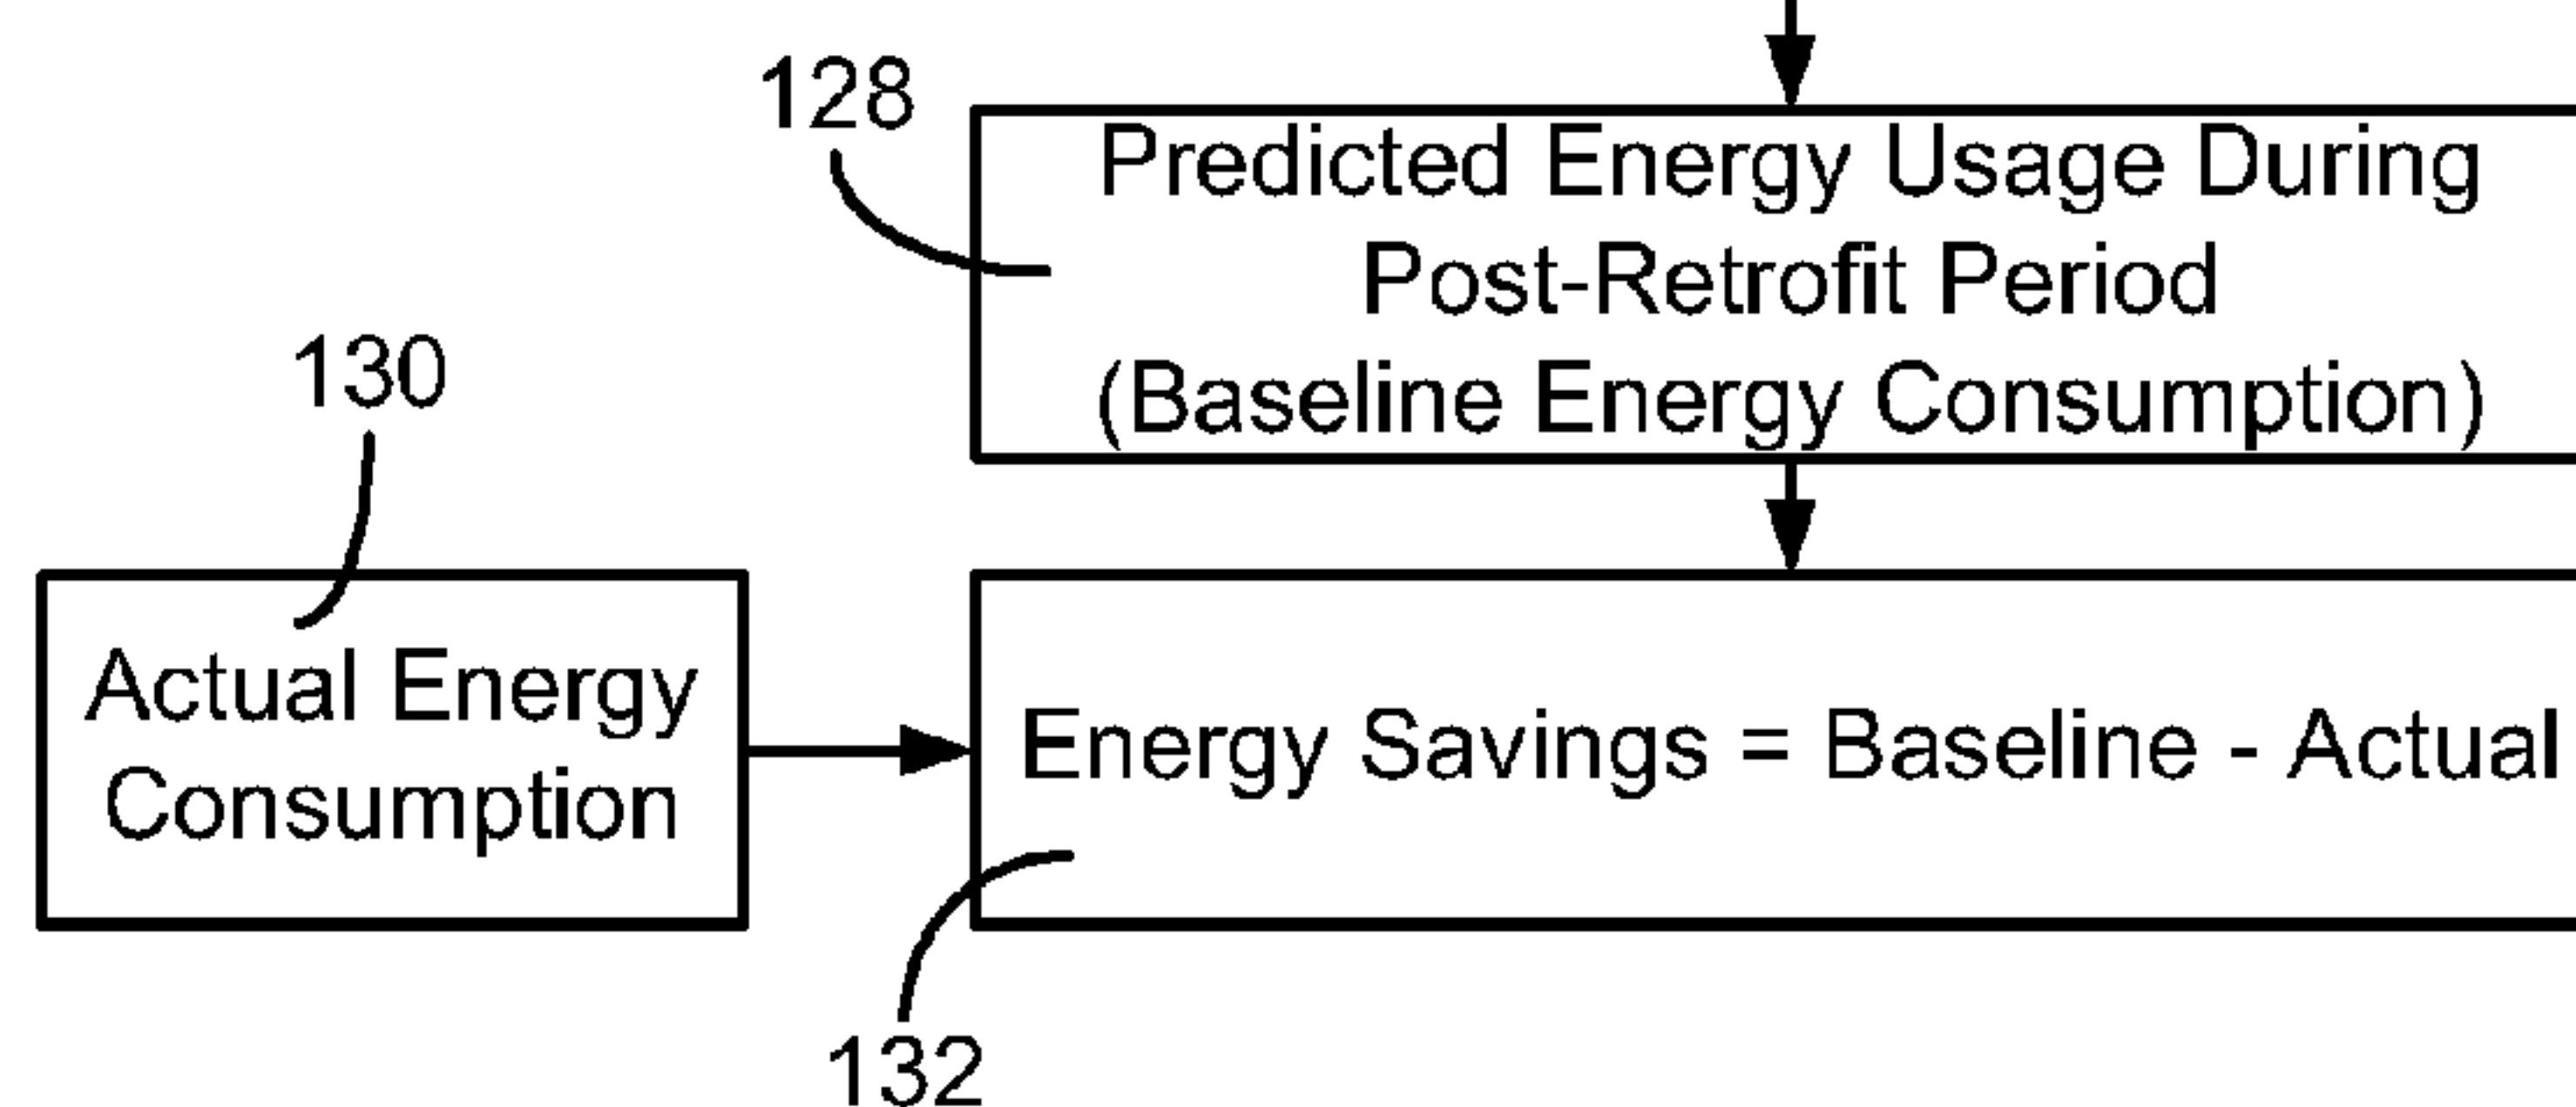 128
Predicted Energy Usage During
Post-Retrofit Period
(Baseline Energy Consumption)
130
Actual Energy
Consumption
Energy Savings = Baseline - Actual
132